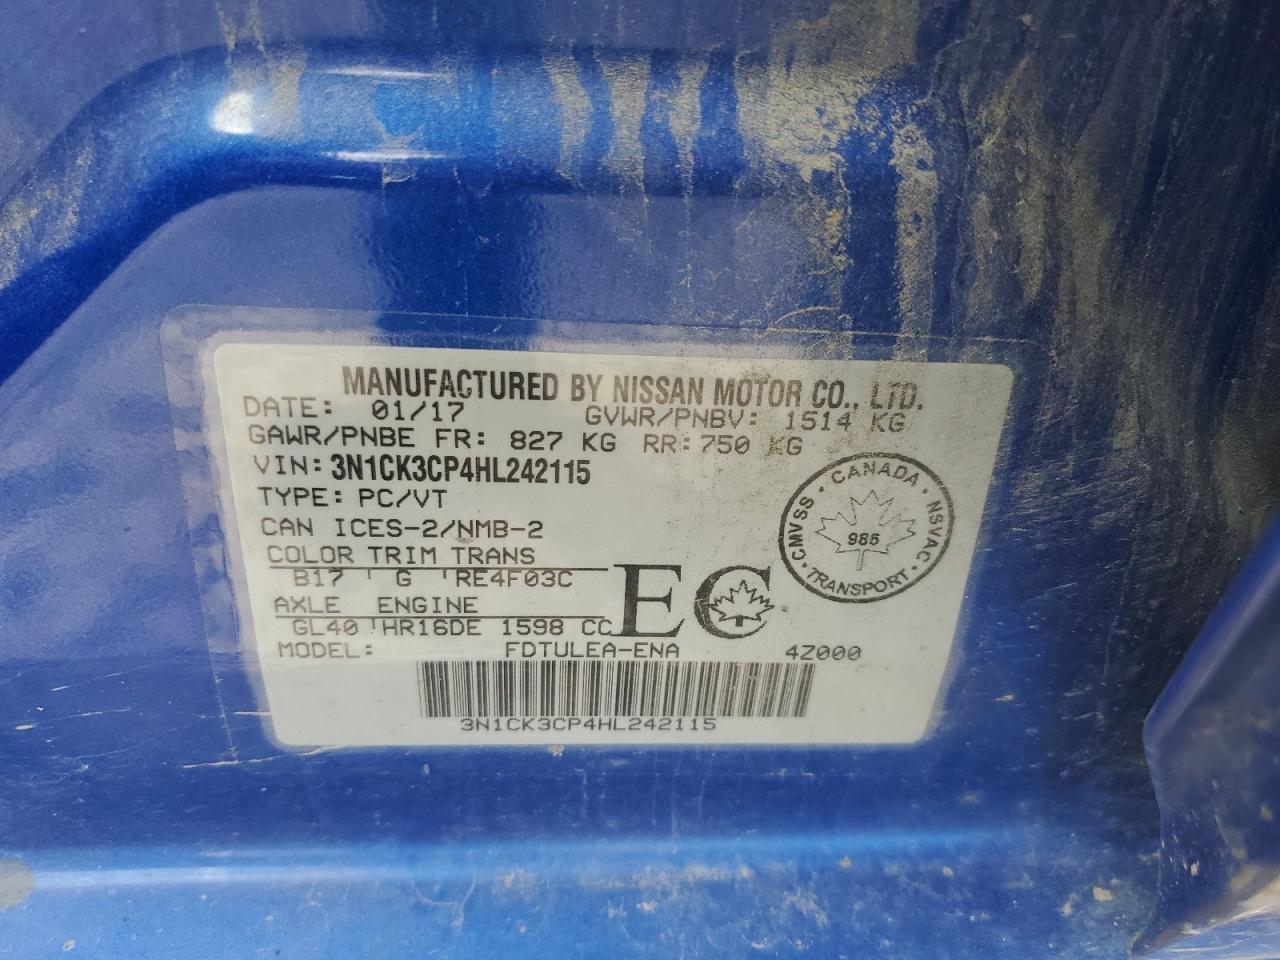 MANUFACTURED BY NISSAN MOTOR CO., LTD.
DATE: 01/17 GVWR/PNBV: 1514 KG
GAWR/PNBE FR: 827 KG RR: 750 KG
VIN: 3N1CK3CP4HL242115
TYPE: PC/VT
CAN ICES-2/NMB-2
COLOR TRIM TRANS
B17 G RE4F03C
AXLE ENGINE
GL40 HR16DE 1598 CC
MODEL: FDTULEA-ENA 4Z000
3N1CK3CP4HL242115
EC
CANADA · NSVAC · TRANSPORT · CMVSS ·
986